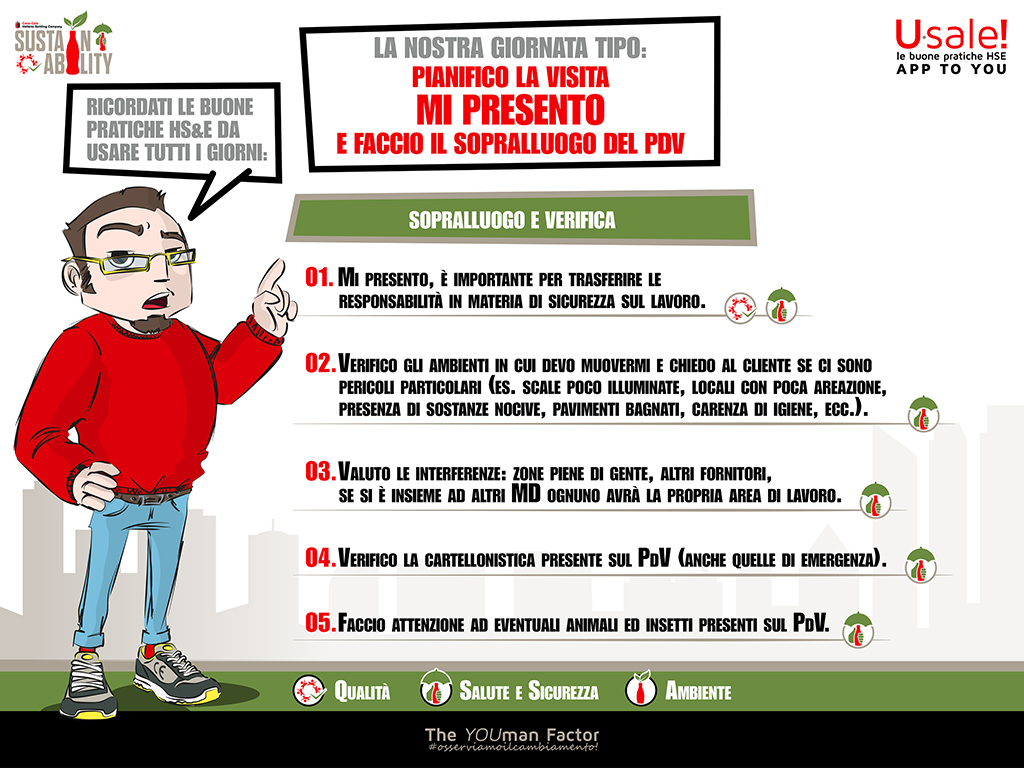 Coca-Cola
Hellenic Bottling Company
SUSTAIN
ABILITY
RICORDATI LE BUONE
PRATICHE HS&E DA
USARE TUTTI I GIORNI:
LA NOSTRA GIORNATA TIPO:
PIANIFICO LA VISITA
MI PRESENTO
E FACCIO IL SOPRALLUOGO DEL PDV
U·sale!
le buone pratiche HSE
APP TO YOU
SOPRALLUOGO E VERIFICA
01. MI PRESENTO, È IMPORTANTE PER TRASFERIRE LE
RESPONSABILITÀ IN MATERIA DI SICUREZZA SUL LAVORO.
02. VERIFICO GLI AMBIENTI IN CUI DEVO MUOVERMI E CHIEDO AL CLIENTE SE CI SONO
PERICOLI PARTICOLARI (ES. SCALE POCO ILLUMINATE, LOCALI CON POCA AREAZIONE,
PRESENZA DI SOSTANZE NOCIVE, PAVIMENTI BAGNATI, CARENZA DI IGIENE, ECC.).
03. VALUTO LE INTERFERENZE: ZONE PIENE DI GENTE, ALTRI FORNITORI,
SE SI È INSIEME AD ALTRI MD OGNUNO AVRÀ LA PROPRIA AREA DI LAVORO.
04. VERIFICO LA CARTELLONISTICA PRESENTE SUL PDV (ANCHE QUELLE DI EMERGENZA).
05. FACCIO ATTENZIONE AD EVENTUALI ANIMALI ED INSETTI PRESENTI SUL PDV.
QUALITÀ SALUTE E SICUREZZA AMBIENTE
The YOUman Factor
#osserviamoilcambiamento!